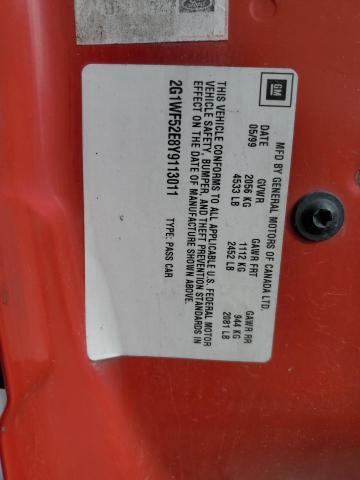 GM
MFD BY GENERAL MOTORS OF CANADA LTD.
DATE GVWR GAWR FRT GAWR RR
05/99 2056 KG 1112 KG 944 KG
4533 LB 2452 LB 2081 LB
THIS VEHICLE CONFORMS TO ALL APPLICABLE U.S. FEDERAL MOTOR
VEHICLE SAFETY, BUMPER, AND THEFT PREVENTION STANDARDS IN
EFFECT ON THE DATE OF MANUFACTURE SHOWN ABOVE.
2G1WF52E8Y9113011 TYPE: PASS CAR